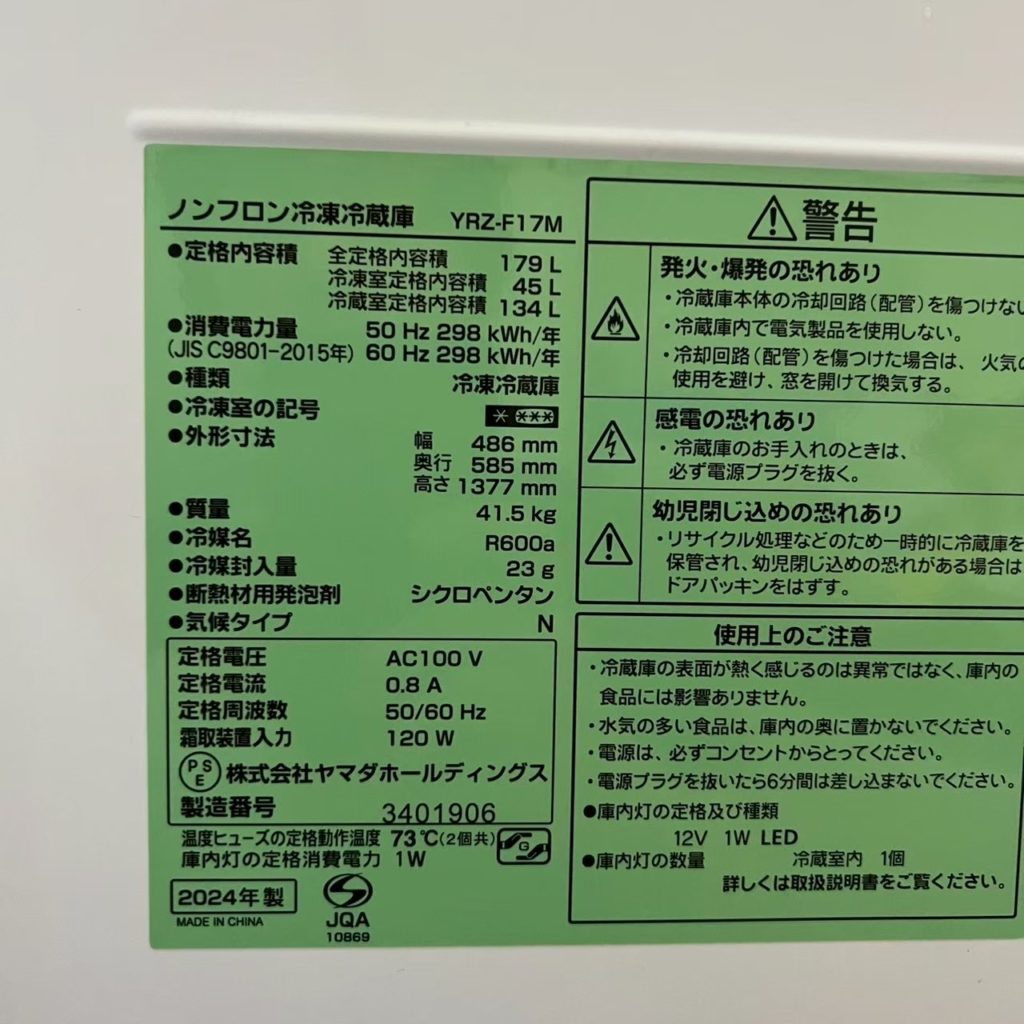 ノンフロン冷凍冷蔵庫 YRZ-F17M
●定格内容積 全定格内容積 179 L
冷凍室定格内容積 45 L
冷蔵室定格内容積 134 L
●消費電力量 50 Hz 298 kWh/年
(JIS C9801-2015年) 60 Hz 298 kWh/年
●種類 冷凍冷蔵庫
●冷凍室の記号
●外形寸法 幅 486 mm
奥行 585 mm
高さ 1377 mm
●質量 41.5 kg
●冷媒名 R600a
●冷媒封入量 23 g
●断熱材用発泡剤 シクロペンタン
●気候タイプ N
定格電圧 AC100 V
定格電流 0.8 A
定格周波数 50/60 Hz
霜取装置入力 120 W
PSE 株式会社ヤマダホールディングス
製造番号 3401906
温度ヒューズの定格動作温度 73℃(2個共)
G
庫内灯の定格消費電力 1W
2024年 製
MADE IN CHINA
JQA
10869
⚠警告
発火・爆発の恐れあり
・冷蔵庫本体の冷却回路(配管)を傷つけない
・冷蔵庫内で電気製品を使用しない。
・冷却回路(配管)を傷つけた場合は、火気の
使用を避け、窓を開けて換気する。
感電の恐れあり
・冷蔵庫のお手入れのときは、
必ず電源プラグを抜く。
幼児閉じ込めの恐れあり
・リサイクル処理などのため一時的に冷蔵庫を
保管され、幼児閉じ込めの恐れがある場合は
ドアパッキンをはずす。
使用上のご注意
・冷蔵庫の表面が熱く感じるのは異常ではなく、庫内の
食品には影響ありません。
・水気の多い食品は、庫内の奥に置かないでください。
・電源は、必ずコンセントからとってください。
・電源プラグを抜いたら6分間は差し込まないでください。
●庫内灯の定格及び種類
12V 1W LED
●庫内灯の数量 冷蔵室内 1個
詳しくは取扱説明書をご覧ください。